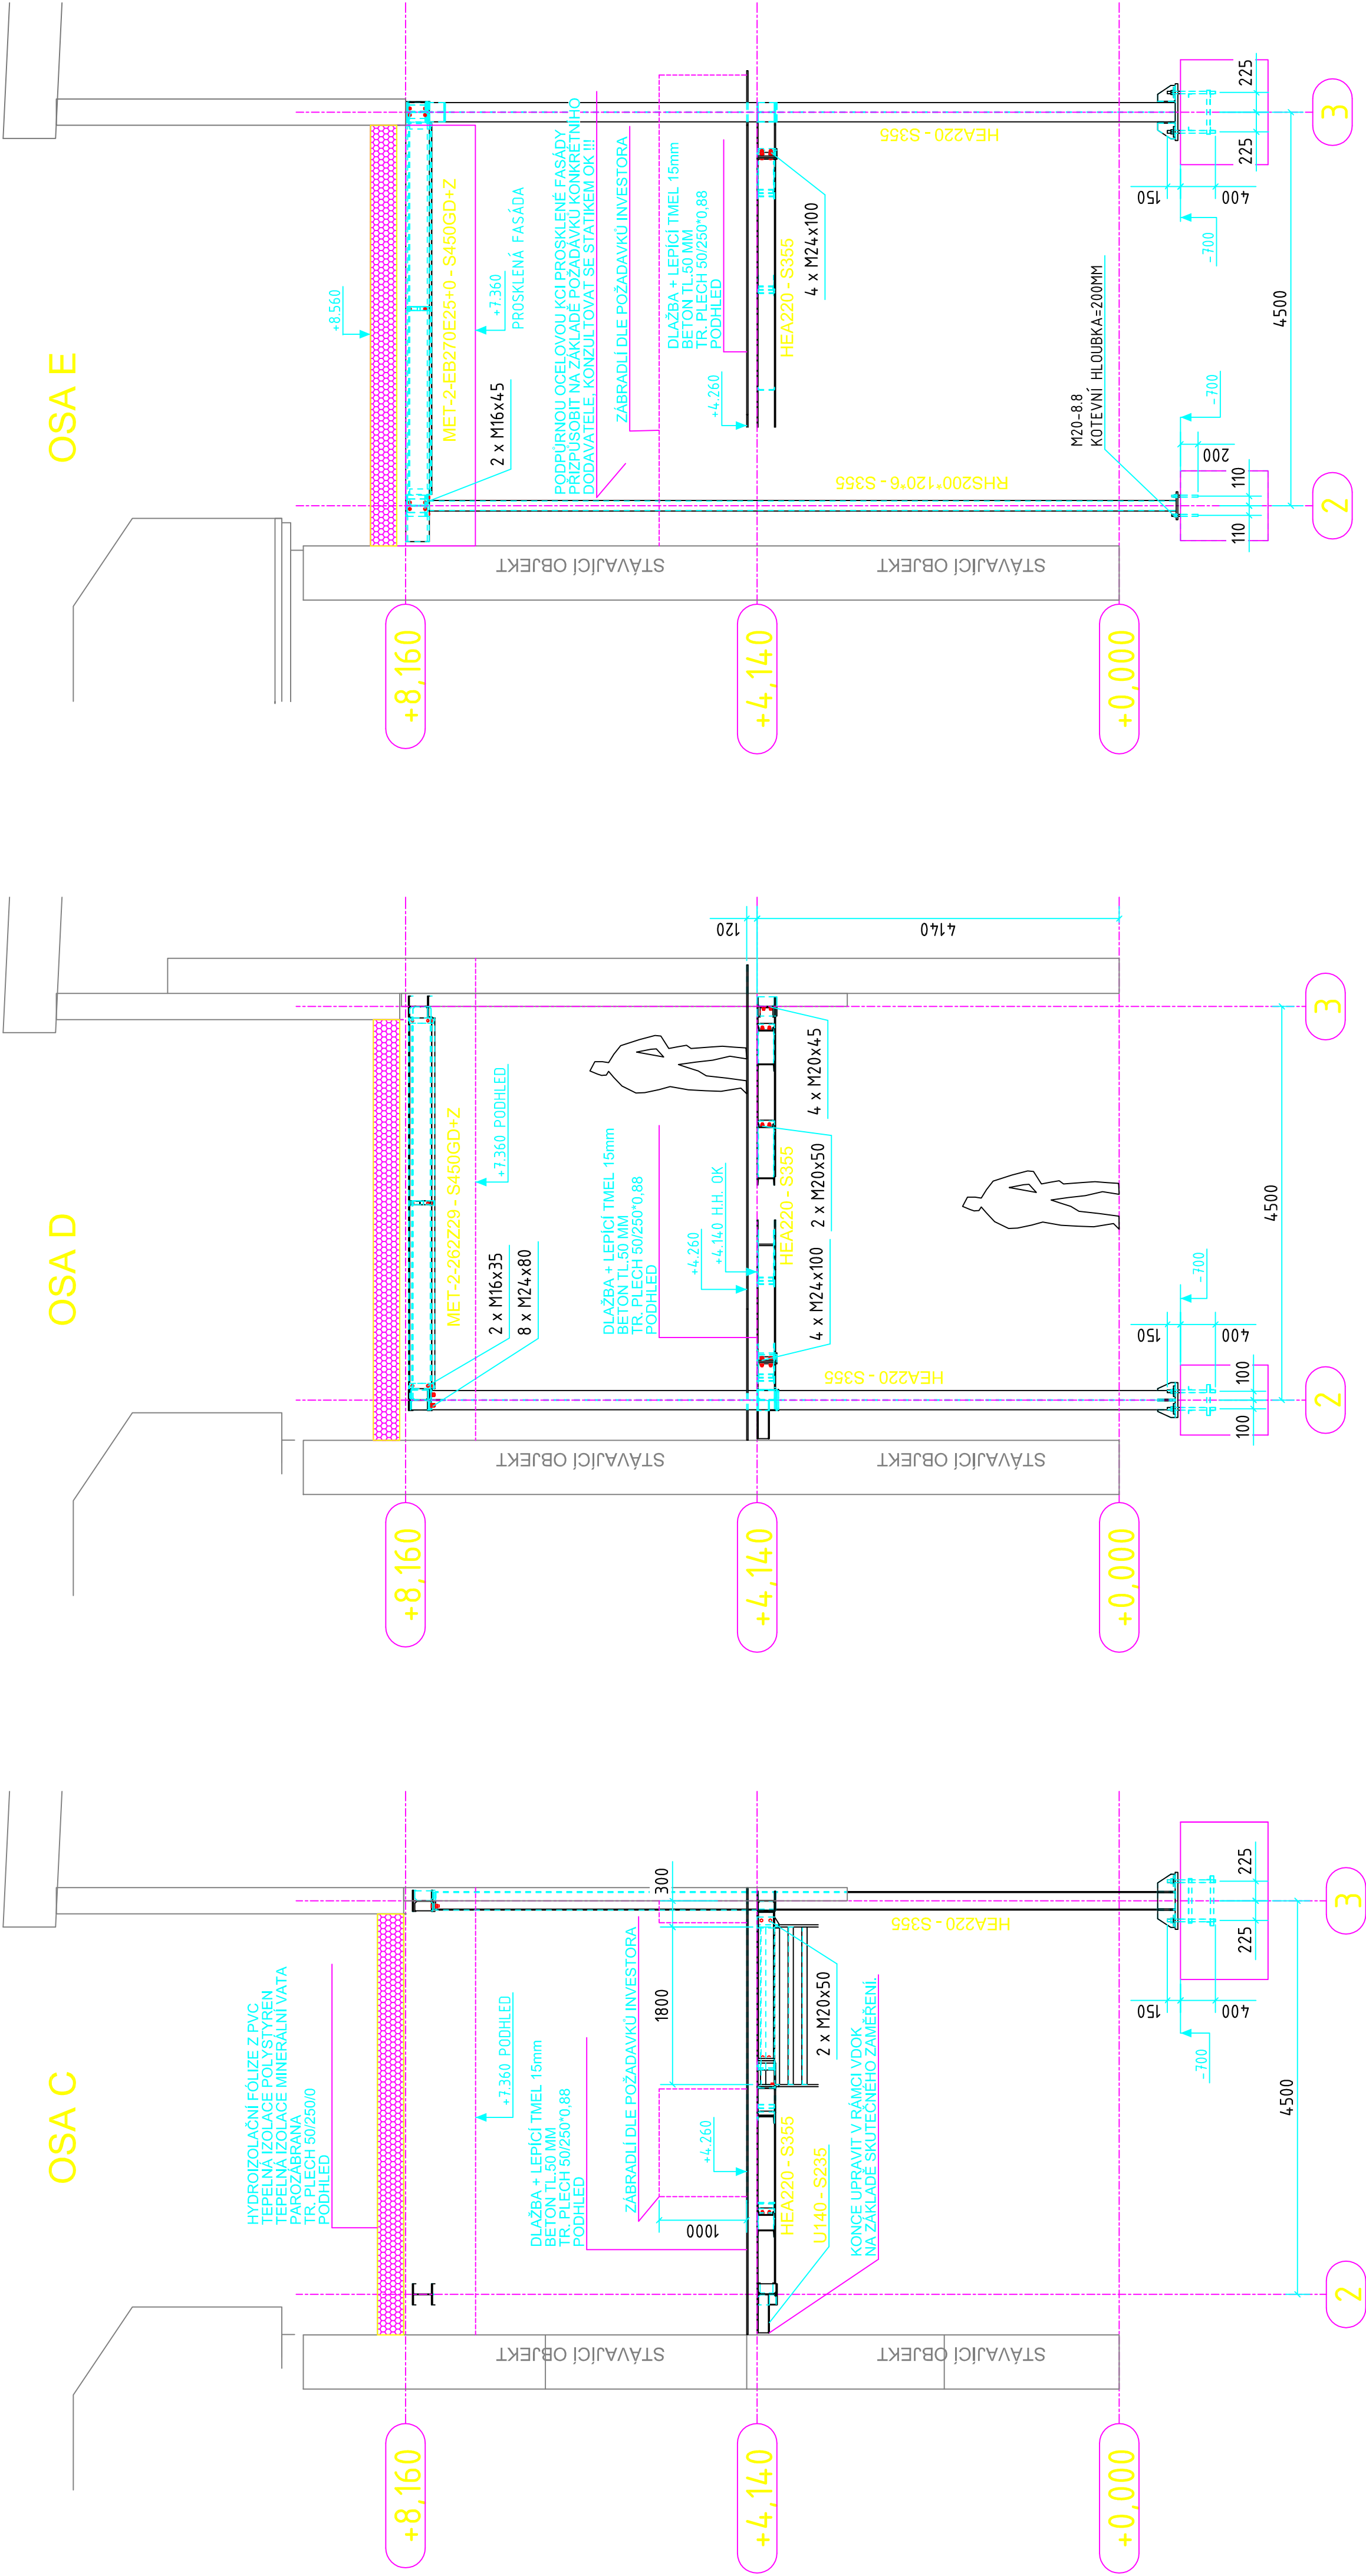 OSA C
HYDROIZOLAČNÍ FÓLIZE Z PVC
TEPELNÁ IZOLACE POLYSTYREN
TEPELNÁ IZOLACE MINERÁLNÍ VATA
PAROZÁBRANA
TR. PLECH 50/250/0
PODHLED
+8,160
+7.360 PODHLED
DLAŽBA + LEPÍCÍ TMEL 15mm
BETON TL.50 MM
TR. PLECH 50/250*0,88
PODHLED
ZÁBRADLÍ DLE POŽADAVKŮ INVESTORA
STÁVAJÍCÍ OBJEKT
1000
1800
300
+4.260
+4,140
HEA220 - S355
U140 - S235
2 x M20x50
KONCE UPRAVIT V RÁMCI VDOK
NA ZÁKLADĚ SKUTEČNÉHO ZAMĚŘENÍ.
STÁVAJÍCÍ OBJEKT
HEA220 - S355
+0,000
150
400
-700
225
225
4500
2
3
OSA D
+8,160
MET-2-262Z29 - S450GD+Z
+7.360 PODHLED
2 x M16x35
8 x M24x80
DLAŽBA + LEPÍCÍ TMEL 15mm
BETON TL.50 MM
TR. PLECH 50/250*0,88
PODHLED
STÁVAJÍCÍ OBJEKT
+4.260
+4.140 H.H. OK
120
+4,140
HEA220 - S355
4 x M24x100
2 x M20x50
4 x M20x45
HEA220 - S355
STÁVAJÍCÍ OBJEKT
4140
+0,000
150
400
-700
100
100
4500
2
3
OSA E
+8.560
+8,160
MET-2-EB270E25+0 - S450GD+Z
+7.360
PROSKLENÁ FASÁDA
2 x M16x45
PODPŮRNOU OCELOVOU KCI PROSKLENÉ FASÁDY
PŘIZPŮSOBIT NA ZÁKLADĚ POŽADAVKŮ KONKRÉTNÍHO
DODAVATELE, KONZULTOVAT SE STATIKEM OK !!!
ZÁBRADLÍ DLE POŽADAVKŮ INVESTORA
STÁVAJÍCÍ OBJEKT
DLAŽBA + LEPÍCÍ TMEL 15mm
BETON TL.50 MM
TR. PLECH 50/250*0,88
PODHLED
+4.260
+4,140
HEA220 - S355
4 x M24x100
RHS200*120*6 - S355
HEA220 - S355
STÁVAJÍCÍ OBJEKT
M20-8.8
KOTEVNÍ HLOUBKA=200MM
+0,000
200
-700
150
400
-700
110
110
225
225
4500
2
3